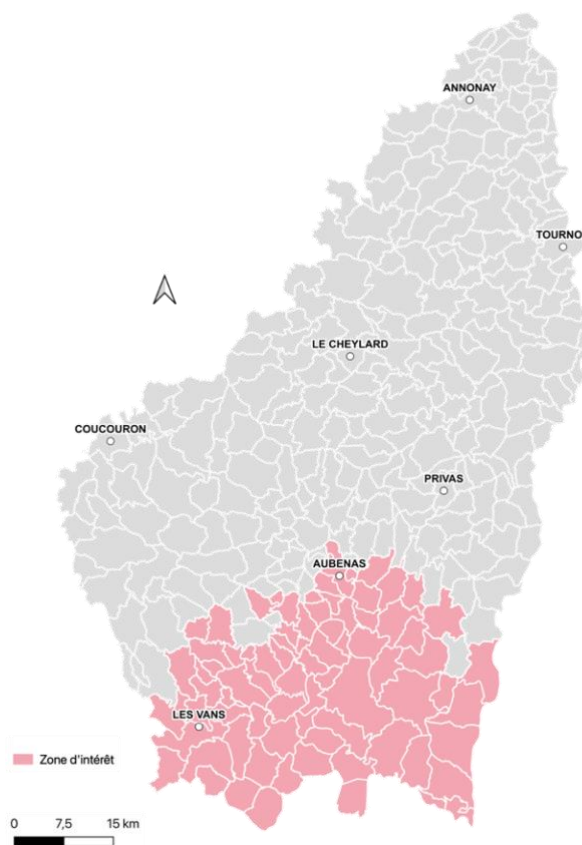 ANNONAY
TOURNO
LE CHEYLARD
COUCOURON
PRIVAS
AUBENAS
LES VANS
Zone d'intérêt
0 7,5 15 km